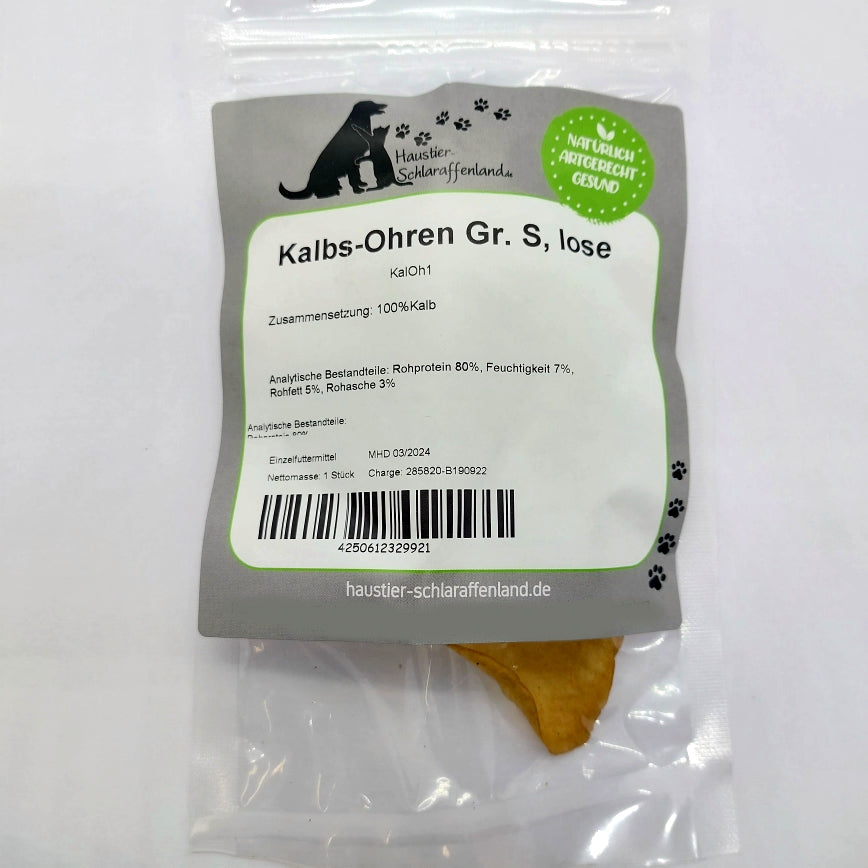 Haustier-
Schlaraffenland.de
NATÜRLICH
ARTGERECHT
GESUND
Kalbs-Ohren Gr. S, lose
KalOh1
Zusammensetzung: 100%Kalb
Analytische Bestandteile: Rohprotein 80%, Feuchtigkeit 7%,
Rohfett 5%, Rohasche 3%
Analytische Bestandteile:
Einzelfuttermittel
MHD 03/2024
Nettomasse: 1 Stück
Charge: 285820-B190922
4250612329921
haustier-schlaraffenland.de